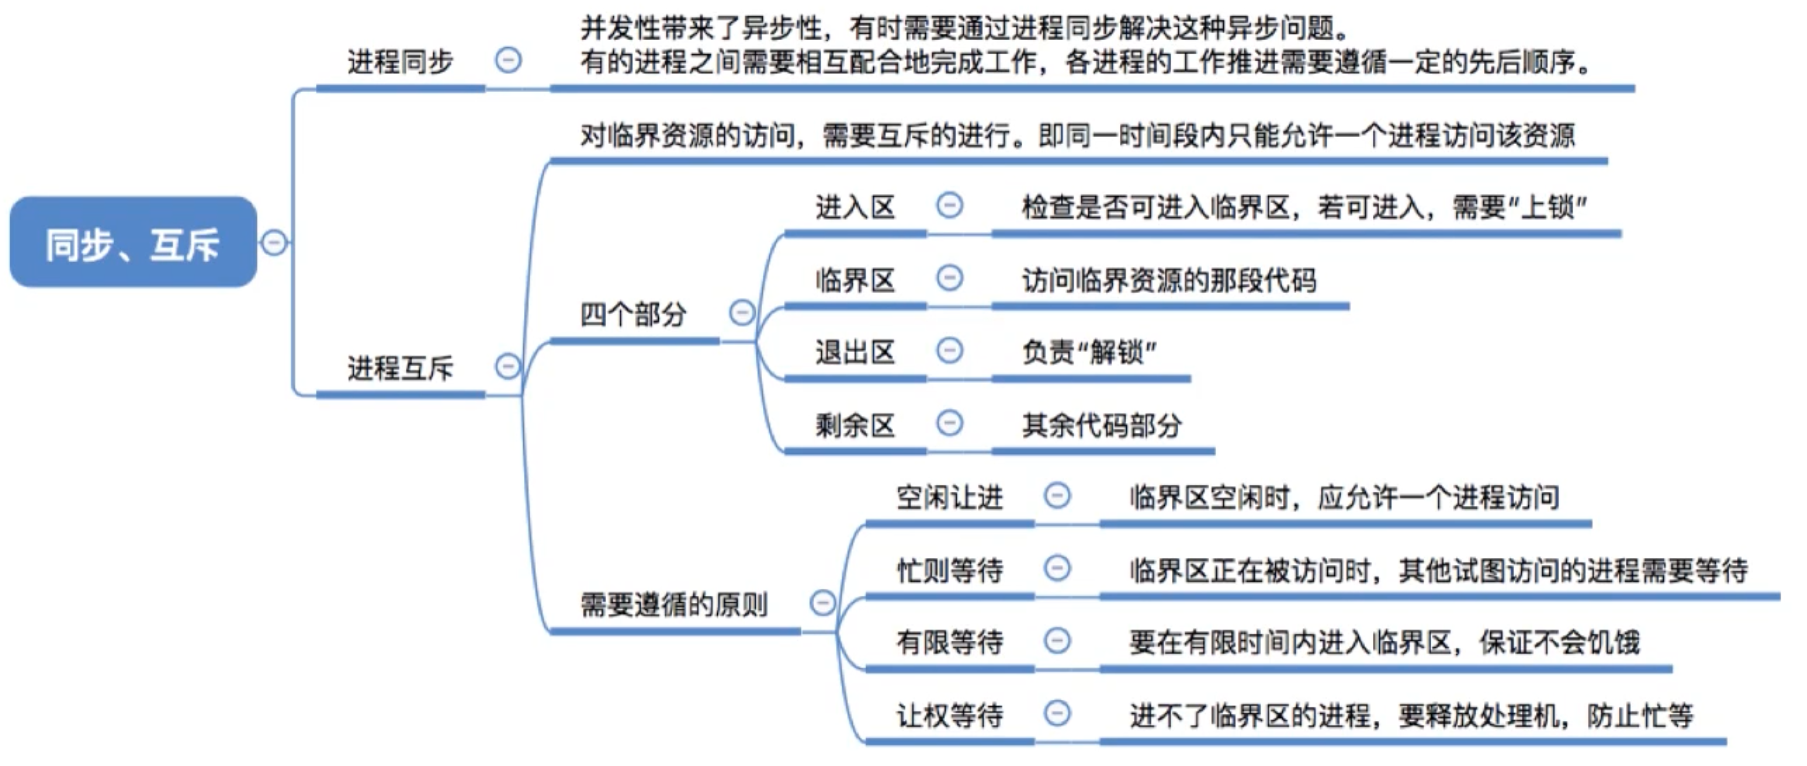 同步、互斥
进程同步
并发性带来了异步性，有时需要通过进程同步解决这种异步问题。
有的进程之间需要相互配合地完成工作，各进程的工作推进需要遵循一定的先后顺序。
进程互斥
对临界资源的访问，需要互斥的进行。即同一时间段内只能允许一个进程访问该资源
四个部分
进入区
检查是否可进入临界区，若可进入，需要“上锁”
临界区
访问临界资源的那段代码
退出区
负责“解锁”
剩余区
其余代码部分
需要遵循的原则
空闲让进
临界区空闲时，应允许一个进程访问
忙则等待
临界区正在被访问时，其他试图访问的进程需要等待
有限等待
要在有限时间内进入临界区，保证不会饥饿
让权等待
进不了临界区的进程，要释放处理机，防止忙等